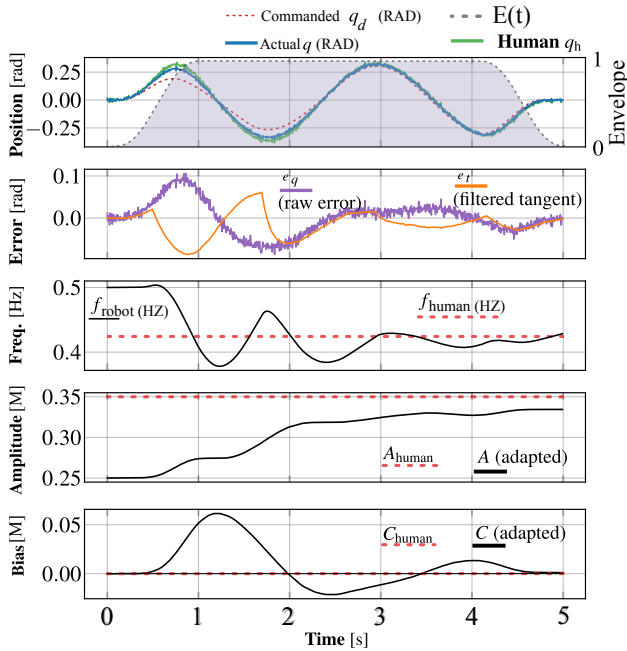 Commanded q_d (RAD) E(t)
Actual q (RAD) Human q_h
Position [rad]
0.25
0.00
−0.25
1
0
Envelope
Error [rad]
0.1
0.0
e_q
(raw error)
e_t
(filtered tangent)
Freq. [Hz]
0.5
0.4
f_robot (HZ)
f_human (HZ)
Amplitude [M]
0.35
0.30
0.25
A_human
A (adapted)
Bias [M]
0.05
0.00
C_human
C (adapted)
0 1 2 3 4 5
Time [s]